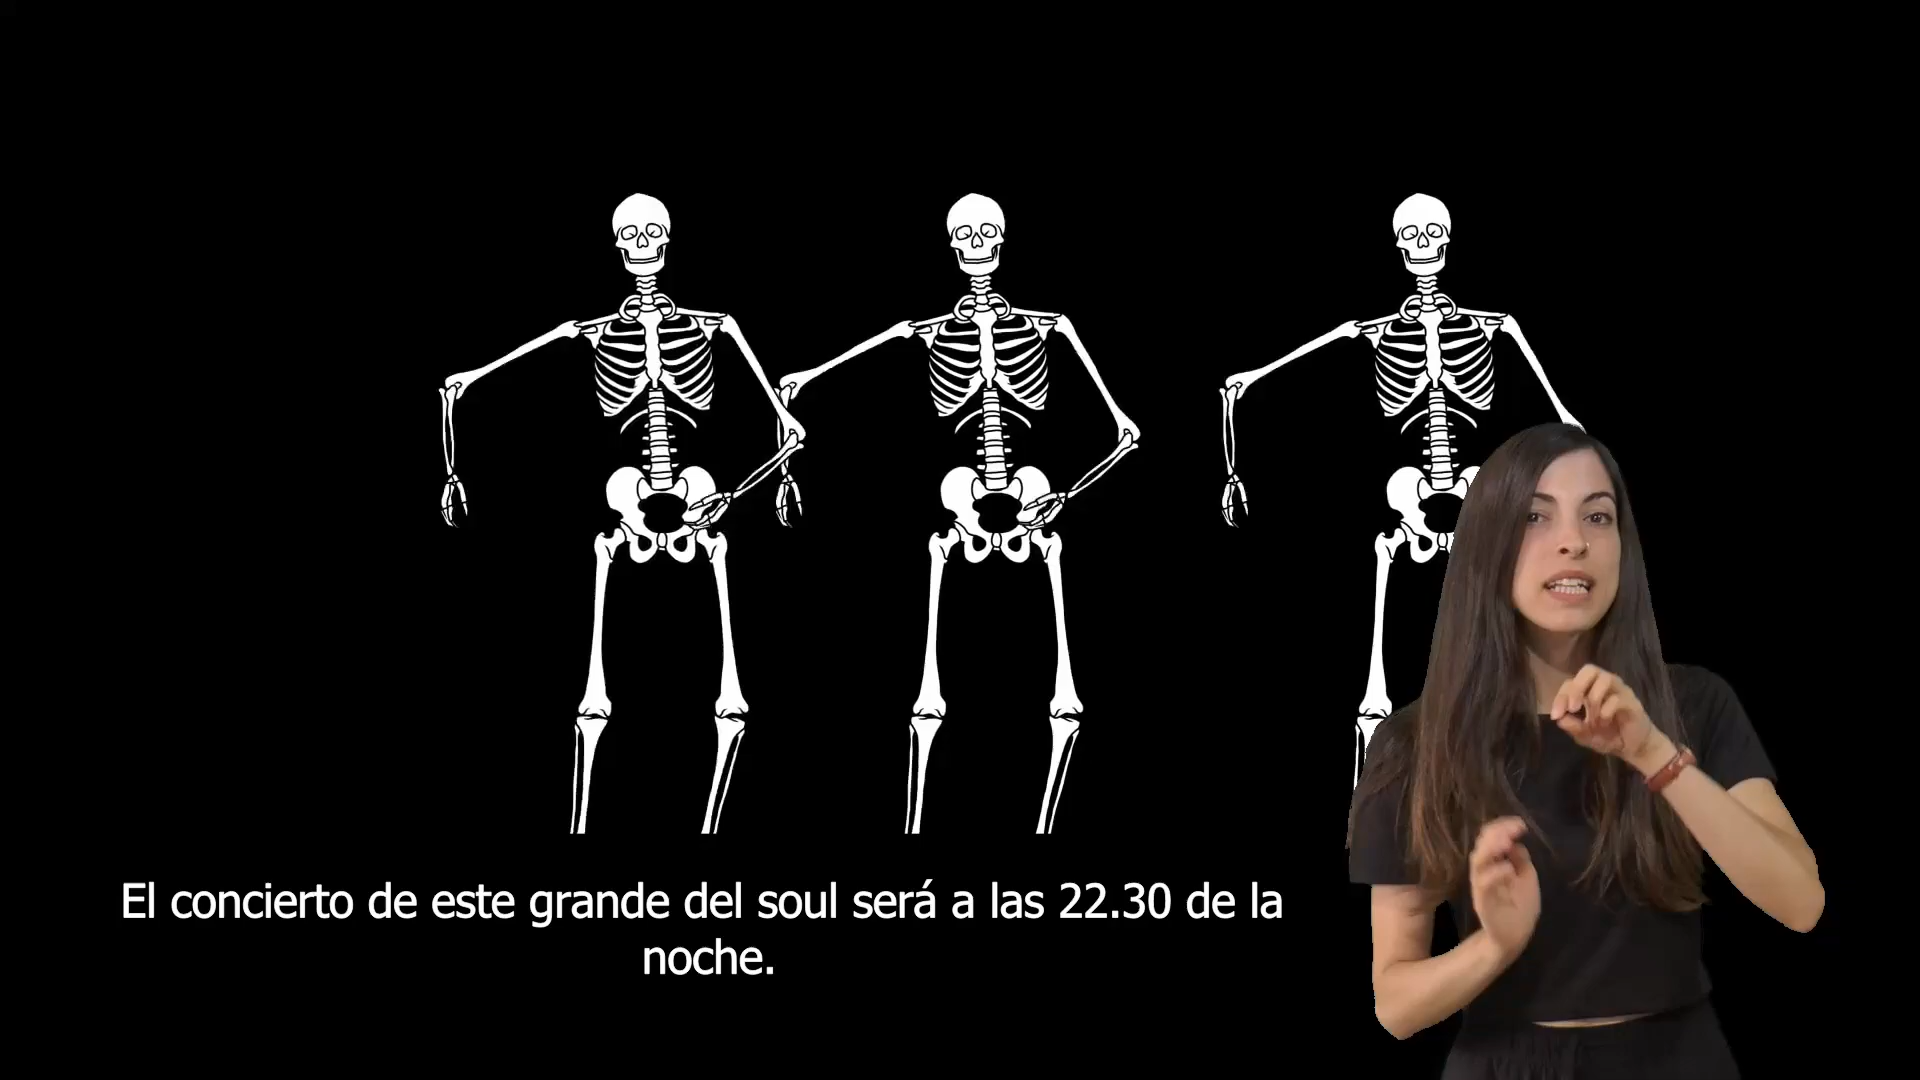 El concierto de este grande del soul será a las 22.30 de la
noche.